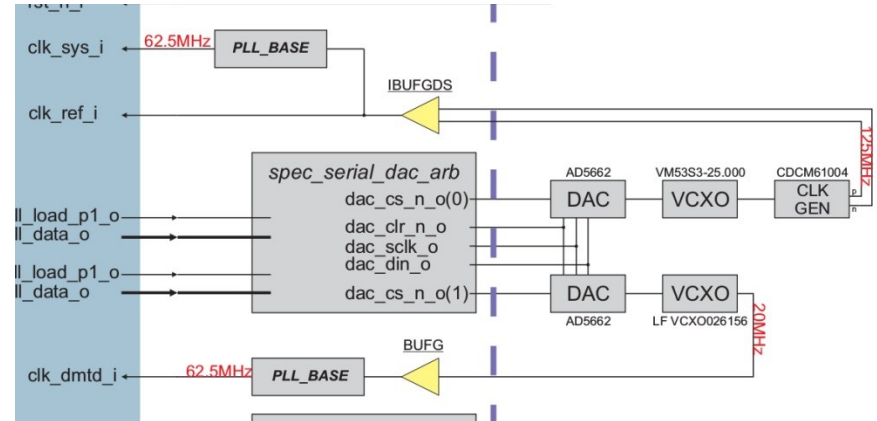 clk_sys_i
62.5MHz
PLL_BASE
IBUFGDS
clk_ref_i
125MHz
spec_serial_dac_arb
dac_cs_n_o(0)
AD5662
DAC
VM53S3-25.000
VCXO
CDCM61004
CLK
GEN
p
n
ll_load_p1_o
ll_data_o
dac_clr_n_o
dac_sclk_o
dac_din_o
ll_load_p1_o
ll_data_o
dac_cs_n_o(1)
DAC
AD5662
VCXO
LF VCXO026156
20MHz
BUFG
clk_dmtd_i
62.5MHz
PLL_BASE